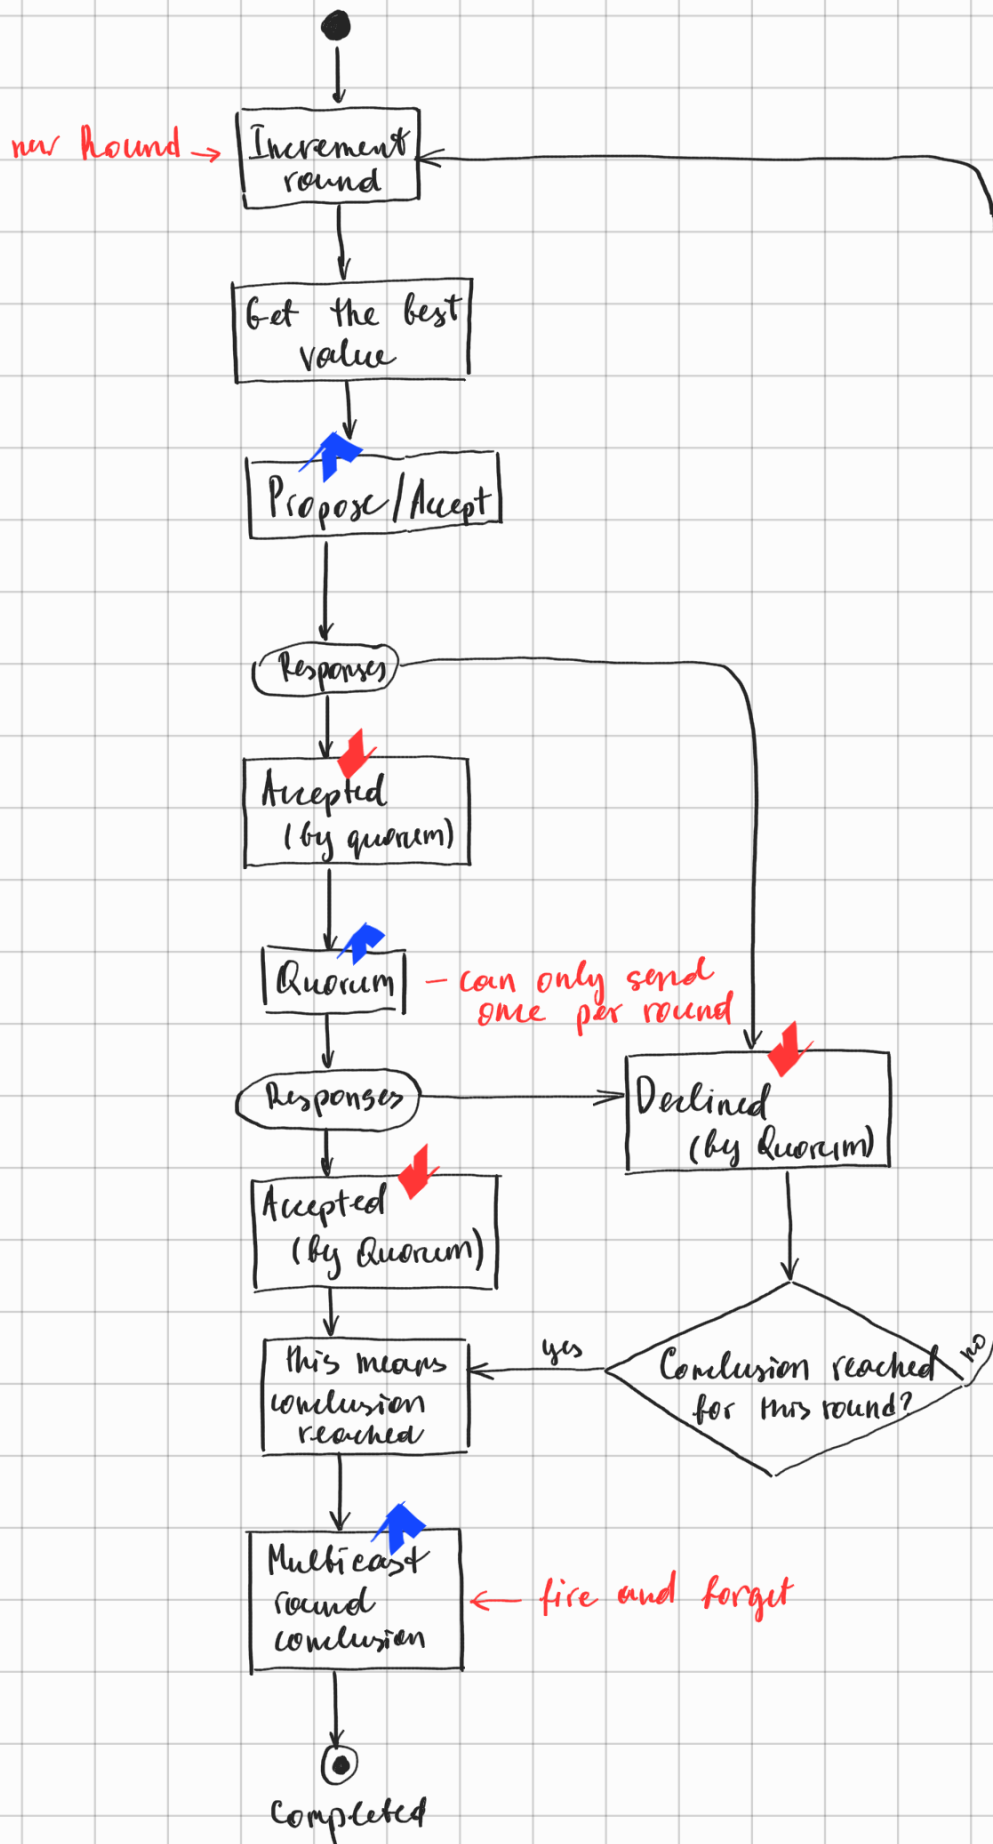 new Round →
Increment
round
Get the best
value
Propose/Accept
Responses
Accepted
(by quorum)
Quorum
– can only send
once per round
Responses
Declined
(by Quorum)
Accepted
(by Quorum)
this means
conclusion
reached
yes
Conclusion reached
for this round?
no
Multicast
round
conclusion
← fire and forget
Completed